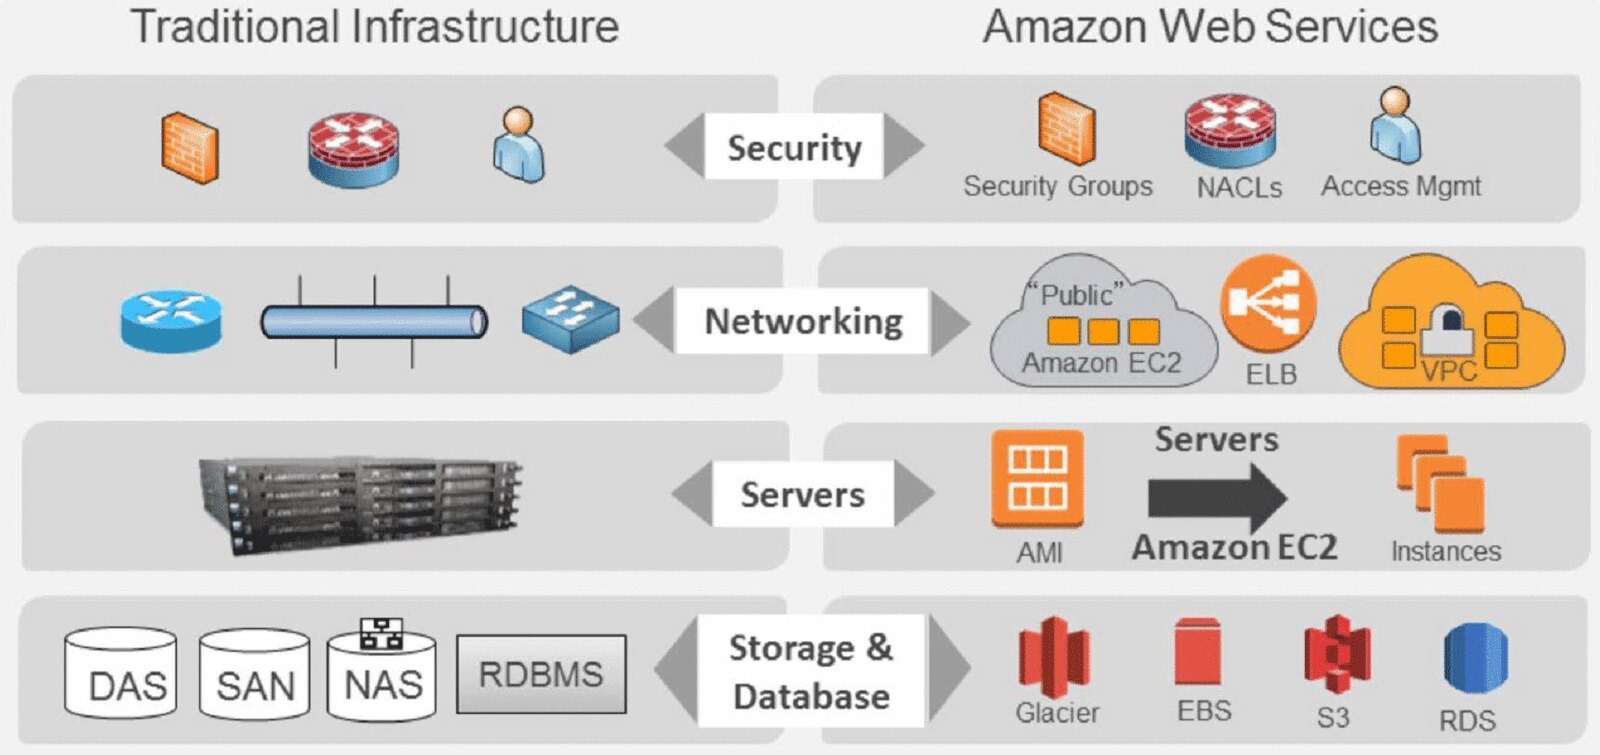 Traditional Infrastructure
Amazon Web Services
Security
Security Groups
NACLs
Access Mgmt
Networking
"Public"
Amazon EC2
ELB
VPC
Servers
AMI
Servers
Amazon EC2
Instances
DAS
SAN
NAS
RDBMS
Storage &
Database
Glacier
EBS
S3
RDS